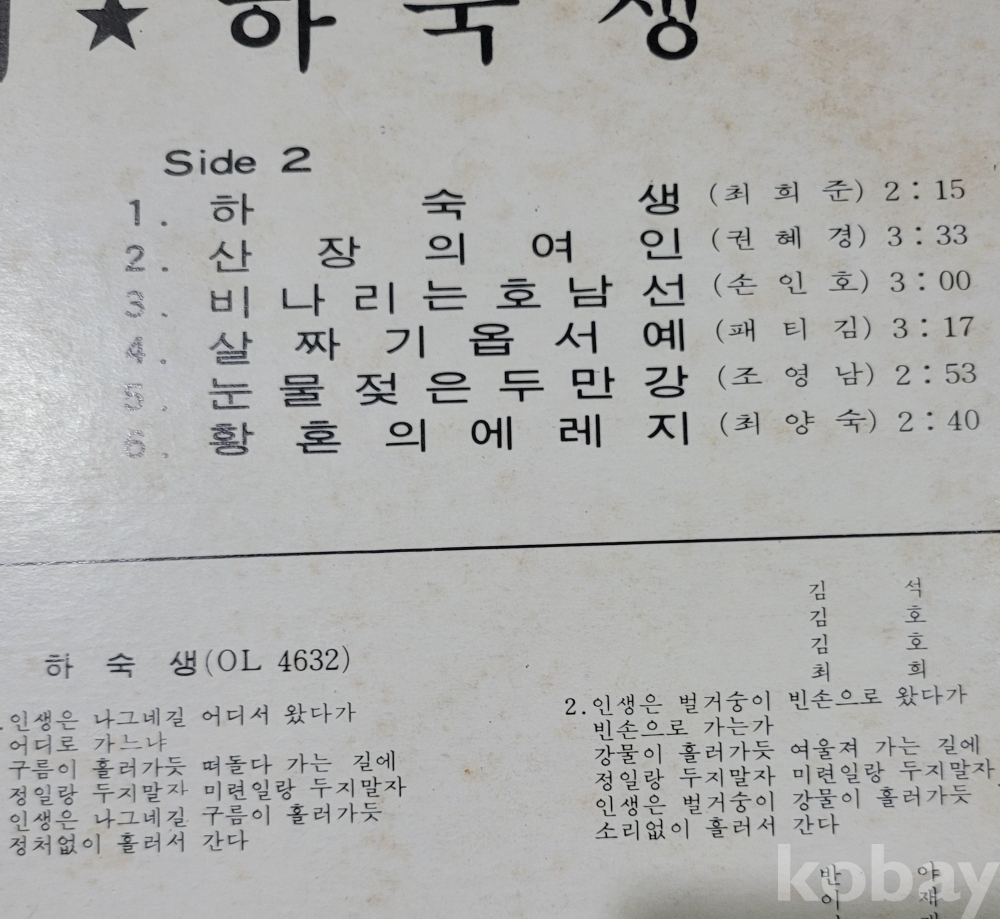 ★ 하숙생
Side 2
1. 하숙생 (최희준) 2:15
2. 산장의여인 (권혜경) 3:33
3. 비나리는호남선 (손인호) 3:00
4. 살짜기옵서예 (패티김) 3:17
5. 눈물젖은두만강 (조영남) 2:53
6. 황혼의에레지 (최양숙) 2:40
김 석
김 호
김 호
최 희
하 숙 생(OL 4632)
인생은 나그네길 어디서 왔다가
어디로 가느냐
구름이 흘러가듯 떠돌다 가는 길에
정일랑 두지말자 미련일랑 두지말자
인생은 나그네길 구름이 흘러가듯
정처없이 흘러서 간다
2.인생은 벌거숭이 빈손으로 왔다가
빈손으로 가는가
강물이 흘러가듯 여울져 가는 길에
정일랑 두지말자 미련일랑 두지말자
인생은 벌거숭이 강물이 흘러가듯
소리없이 흘러서 간다
반 야
이 재
kobay